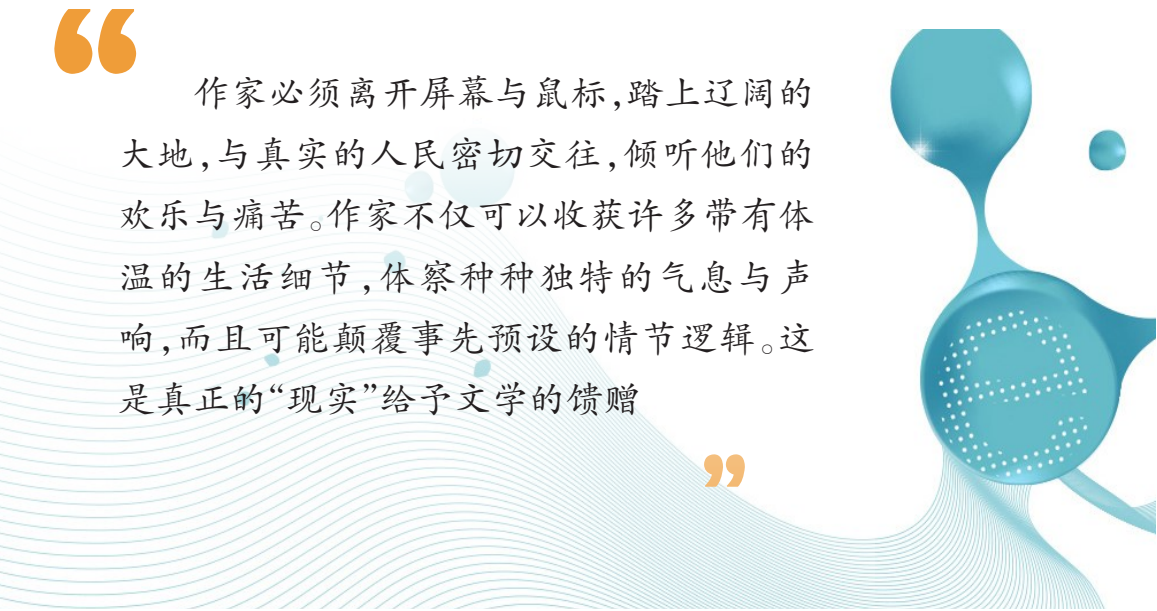 “
作家必须离开屏幕与鼠标,踏上辽阔的
大地,与真实的人民密切交往,倾听他们的
欢乐与痛苦。作家不仅可以收获许多带有体
温的生活细节,体察种种独特的气息与声
响,而且可能颠覆事先预设的情节逻辑。这
是真正的“现实”给予文学的馈赠
”